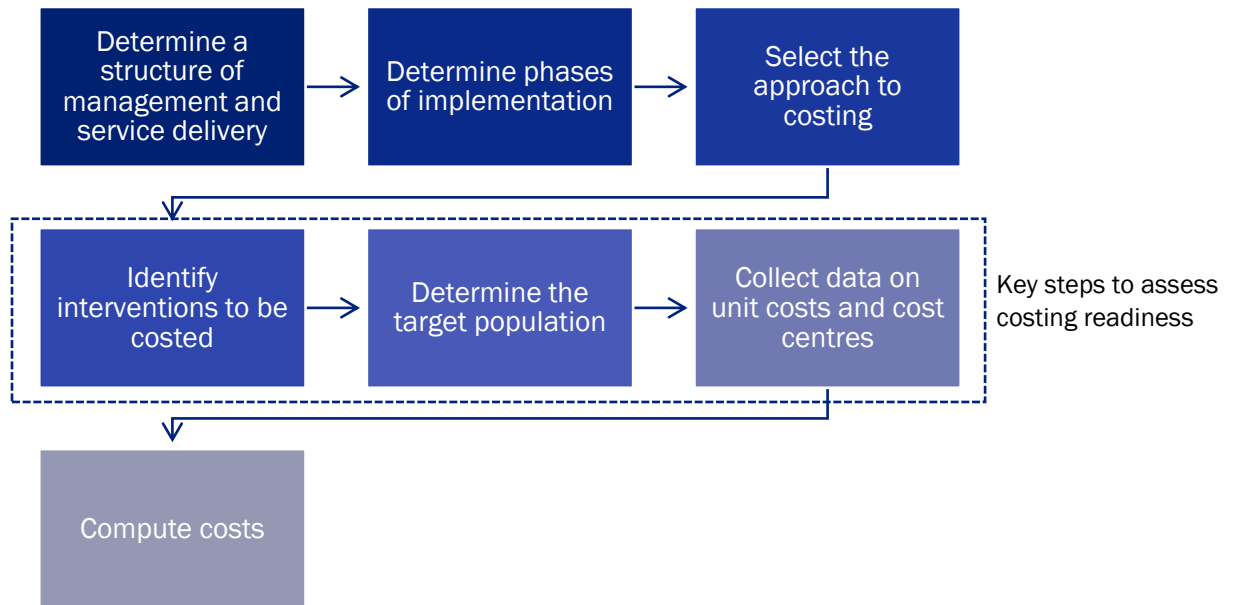 Determine a
structure of
management and
service delivery
Determine phases
of implementation
Select the
approach to
costing
Identify
interventions to be
costed
Determine the
target population
Collect data on
unit costs and cost
centres
Key steps to assess
costing readiness
Compute costs